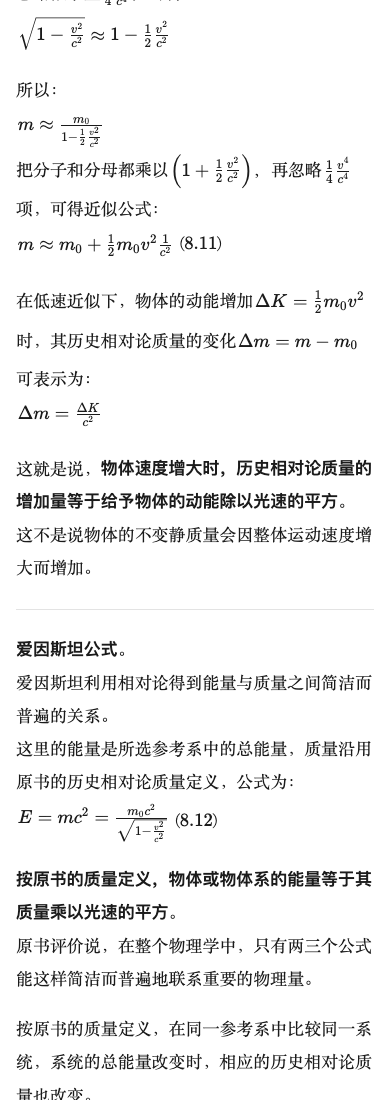 √(1 − v²/c²) ≈ 1 − ½ v²/c²
所以：
m ≈ m₀/(1 − ½ v²/c²)
把分子和分母都乘以(1 + ½ v²/c²)，再忽略¼ v⁴/c⁴
项，可得近似公式：
m ≈ m₀ + ½ m₀v² 1/c² (8.11)
在低速近似下，物体的动能增加ΔK = ½ m₀v²
时，其历史相对论质量的变化Δm = m − m₀
可表示为：
Δm = ΔK/c²
这就是说，物体速度增大时，历史相对论质量的
增加量等于给予物体的动能除以光速的平方。
这不是说物体的不变静质量会因整体运动速度增
大而增加。
爱因斯坦公式。
爱因斯坦利用相对论得到能量与质量之间简洁而
普遍的关系。
这里的能量是所选参考系中的总能量，质量沿用
原书的历史相对论质量定义，公式为：
E = mc² = m₀c²/√(1 − v²/c²) (8.12)
按原书的质量定义，物体或物体系的能量等于其
质量乘以光速的平方。
原书评价说，在整个物理学中，只有两三个公式
能这样简洁而普遍地联系重要的物理量。
按原书的质量定义，在同一参考系中比较同一系
统，系统的总能量改变时，相应的历史相对论质
量也改变。